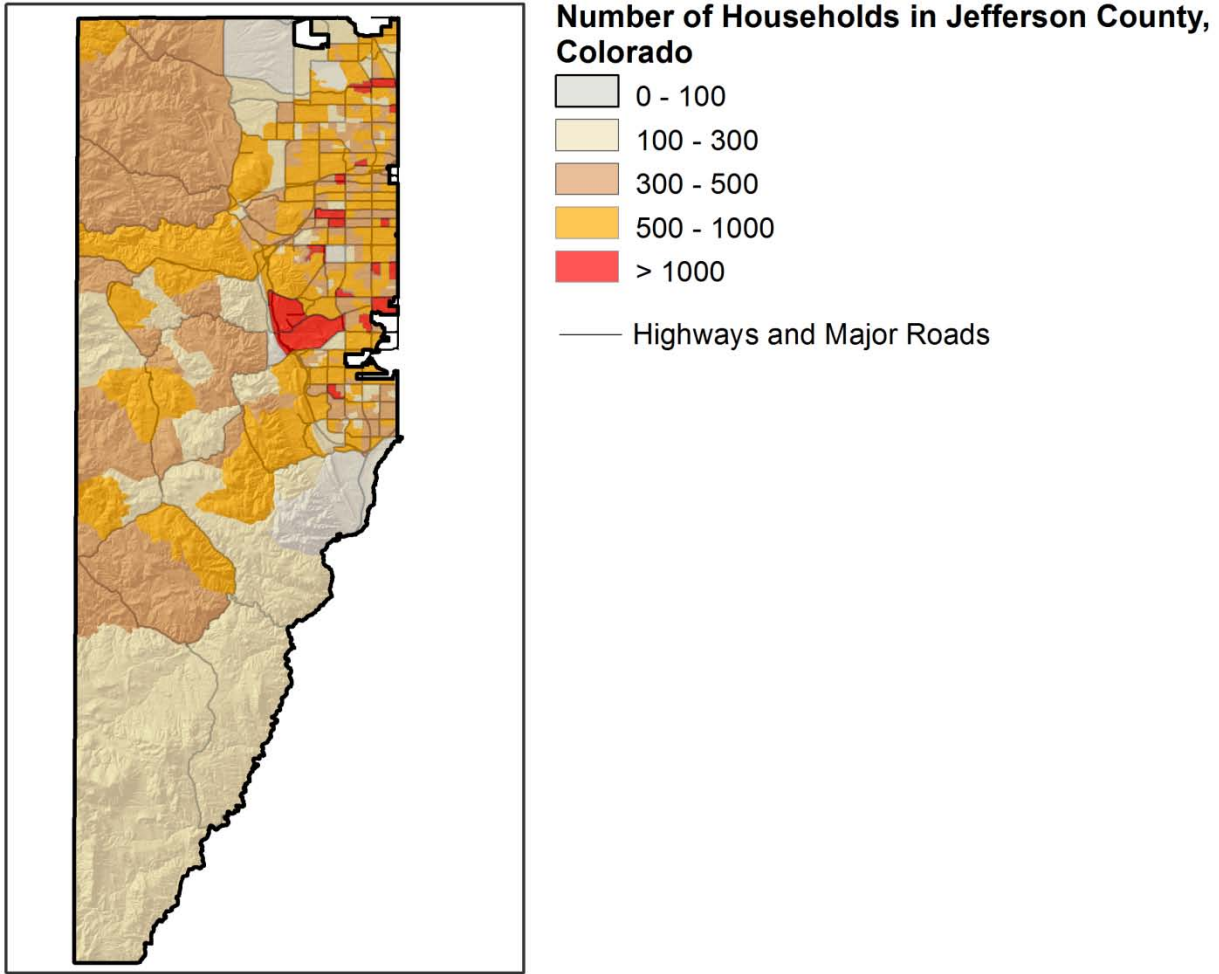 Number of Households in Jefferson County,
Colorado
0 - 100
100 - 300
300 - 500
500 - 1000
> 1000
Highways and Major Roads